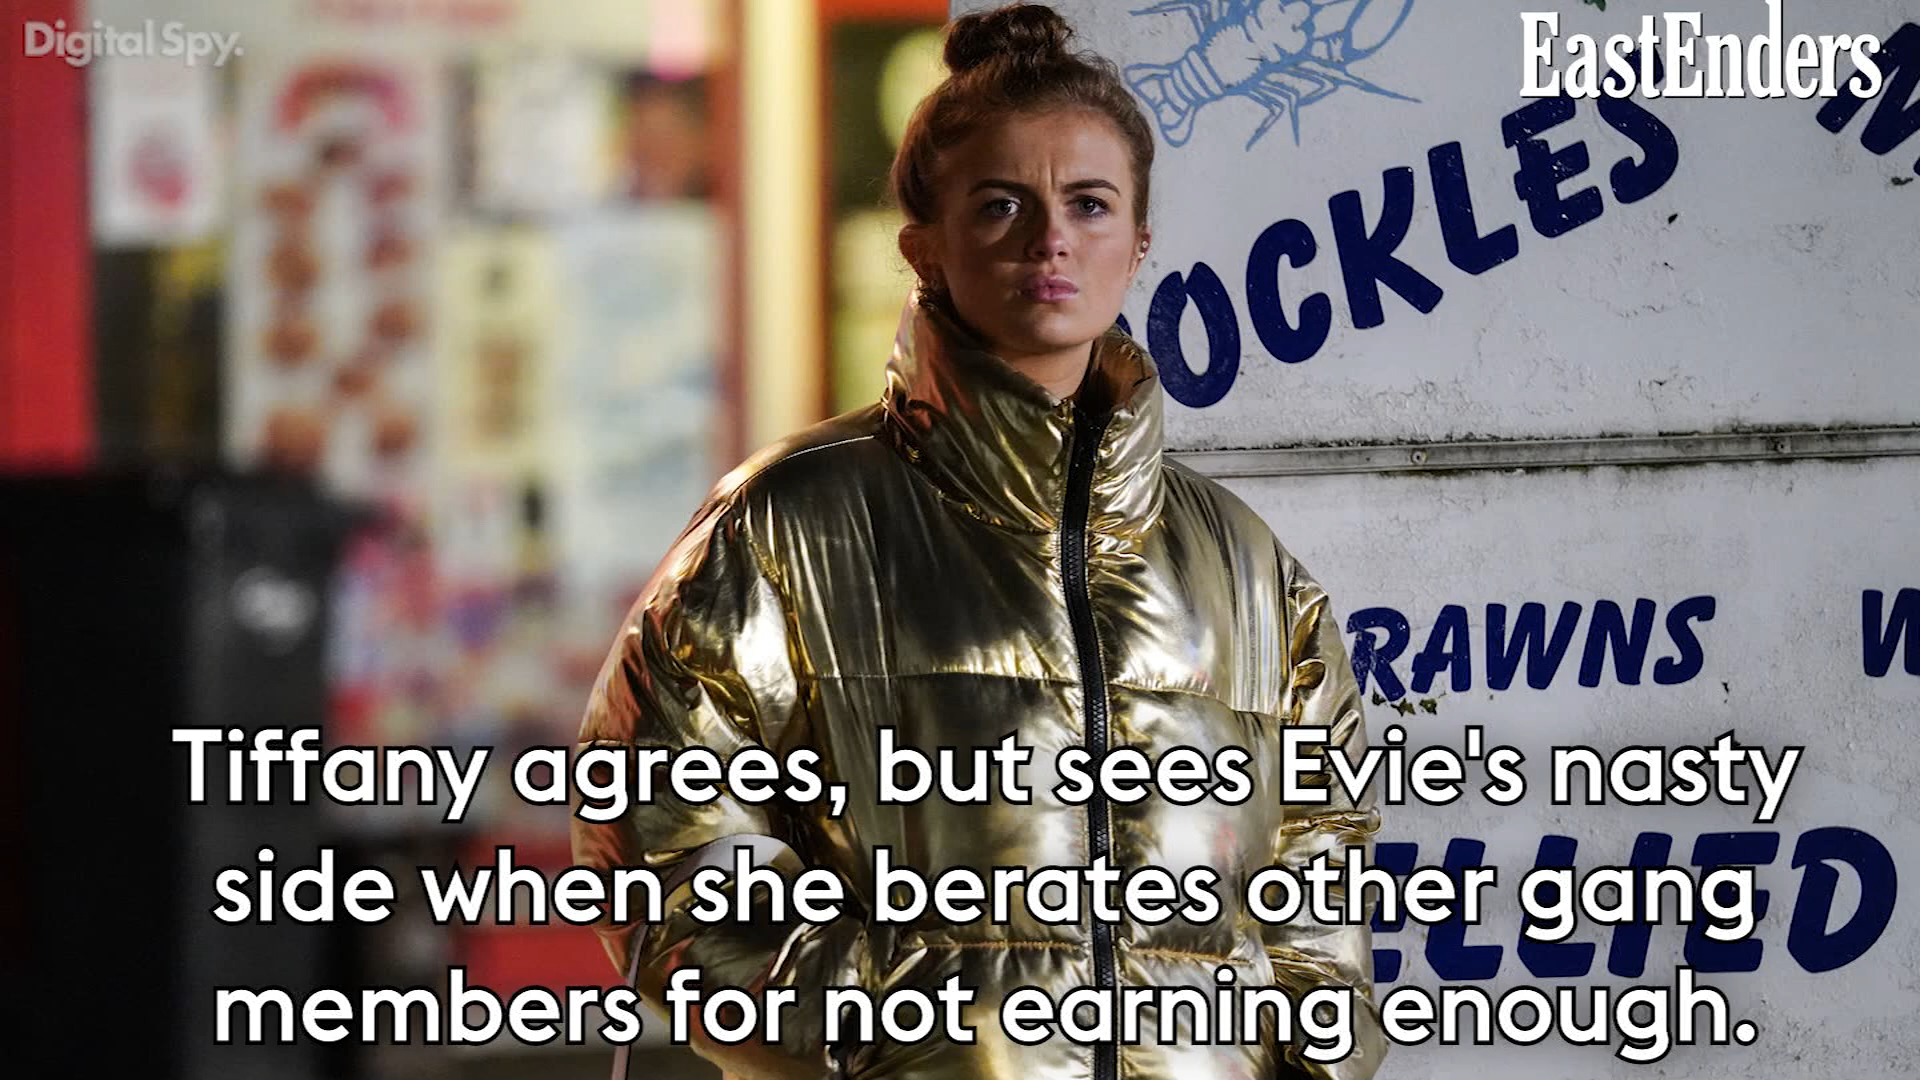 Digital Spy.
EastEnders
OCKLES
RAWNS
ELLIED
Tiffany agrees, but sees Evie's nasty
side when she berates other gang
members for not earning enough.